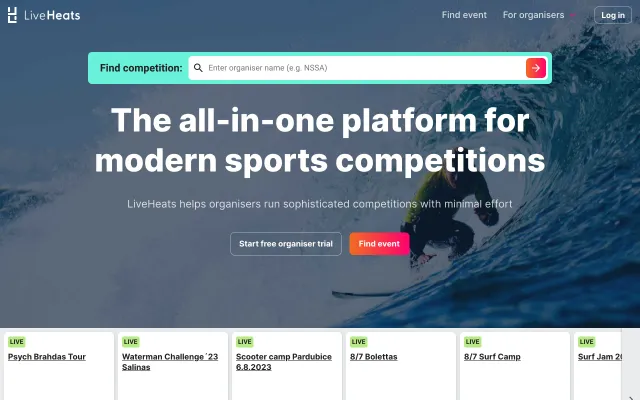 LiveHeats
Find event
For organisers
Log in
Find competition:
Enter organiser name (e.g. NSSA)
The all-in-one platform for
modern sports competitions
LiveHeats helps organisers run sophisticated competitions with minimal effort
Start free organiser trial
Find event
LIVE
Psych Brahdas Tour
LIVE
Waterman Challenge´23
Salinas
LIVE
Scooter camp Pardubice
6.8.2023
LIVE
8/7 Bolettas
LIVE
8/7 Surf Camp
LIVE
Surf Jam